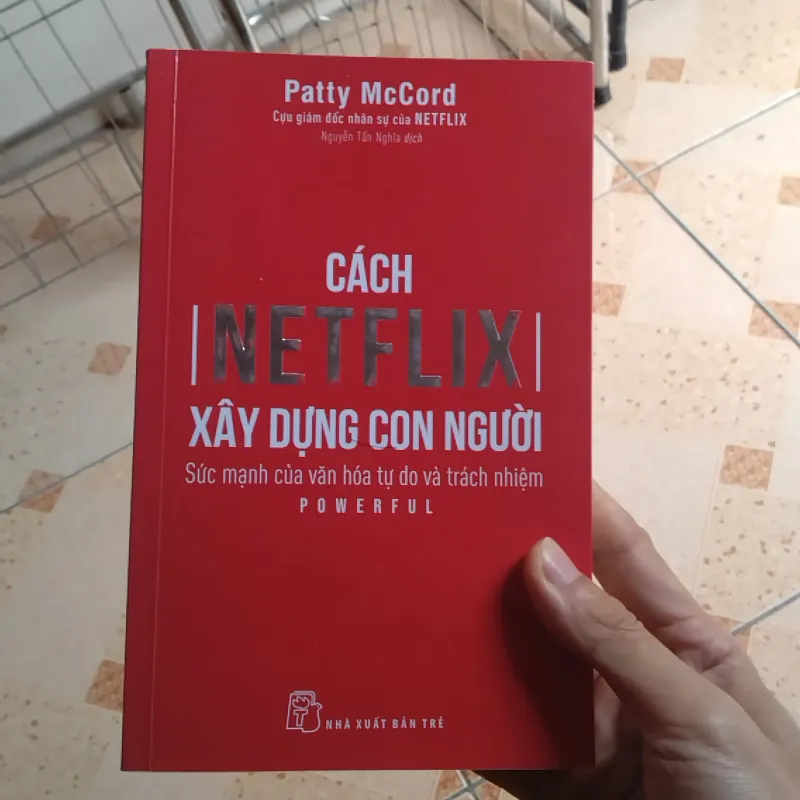 Patty McCord
Cựu giám đốc nhân sự của NETFLIX
Nguyễn Tấn Nghĩa dịch
CÁCH
NETFLIX
XÂY DỰNG CON NGƯỜI
Sức mạnh của văn hóa tự do và trách nhiệm
POWERFUL
NHÀ XUẤT BẢN TRẺ